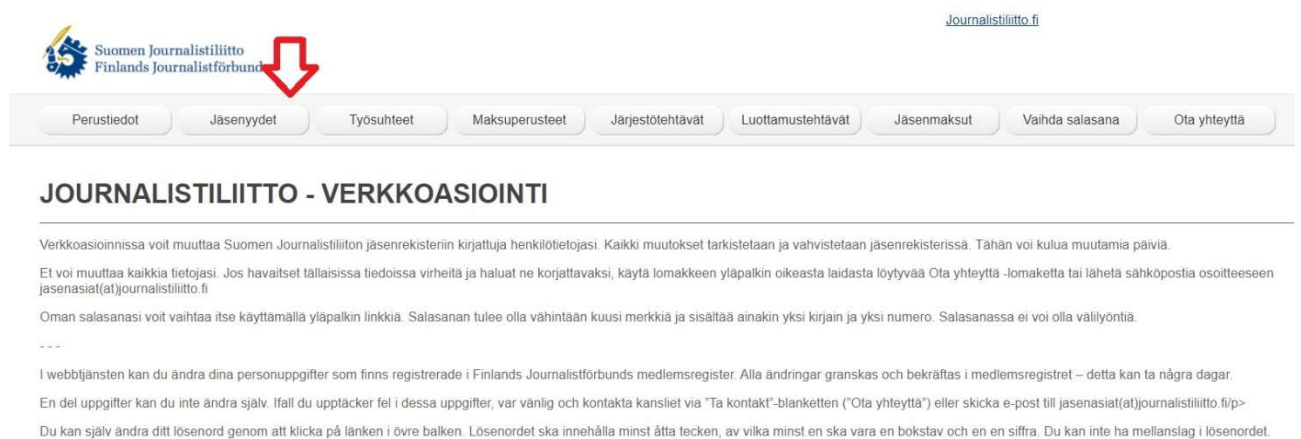 Journalistiliitto.fi
Suomen Journalistiliitto
Finlands Journalistförbund
Perustiedot Jäsenyydet Työsuhteet Maksuperusteet Järjestötehtävät Luottamustehtävät Jäsenmaksut Vaihda salasana Ota yhteyttä
JOURNALISTILIITTO - VERKKOASIOINTI
Verkkoasioinnissa voit muuttaa Suomen Journalistiliiton jäsenrekisteriin kirjattuja henkilötietojasi. Kaikki muutokset tarkistetaan ja vahvistetaan jäsenrekisterissä. Tähän voi kulua muutamia päiviä.
Et voi muuttaa kaikkia tietojasi. Jos havaitset tällaisissa tiedoissa virheitä ja haluat ne korjattavaksi, käytä lomakkeen yläpalkin oikeasta laidasta löytyvää Ota yhteyttä -lomaketta tai lähetä sähköpostia osoitteeseen
jasenasiat(at)journalistiliitto.fi
Oman salasanasi voit vaihtaa itse käyttämällä yläpalkin linkkiä. Salasanan tulee olla vähintään kuusi merkkiä ja sisältää ainakin yksi kirjain ja yksi numero. Salasanassa ei voi olla välilyöntiä.
- - -
I webbtjänsten kan du ändra dina personuppgifter som finns registrerade i Finlands Journalistförbunds medlemsregister. Alla ändringar granskas och bekräftas i medlemsregistret – detta kan ta några dagar.
En del uppgifter kan du inte ändra själv. Ifall du upptäcker fel i dessa uppgifter, var vänlig och kontakta kansliet via "Ta kontakt"-blanketten ("Ota yhteyttä") eller skicka e-post till jasenasiat(at)journalistiliitto.fi/p>
Du kan själv ändra ditt lösenord genom att klicka på länken i övre balken. Lösenordet ska innehålla minst åtta tecken, av vilka minst en ska vara en bokstav och en en siffra. Du kan inte ha mellanslag i lösenordet.